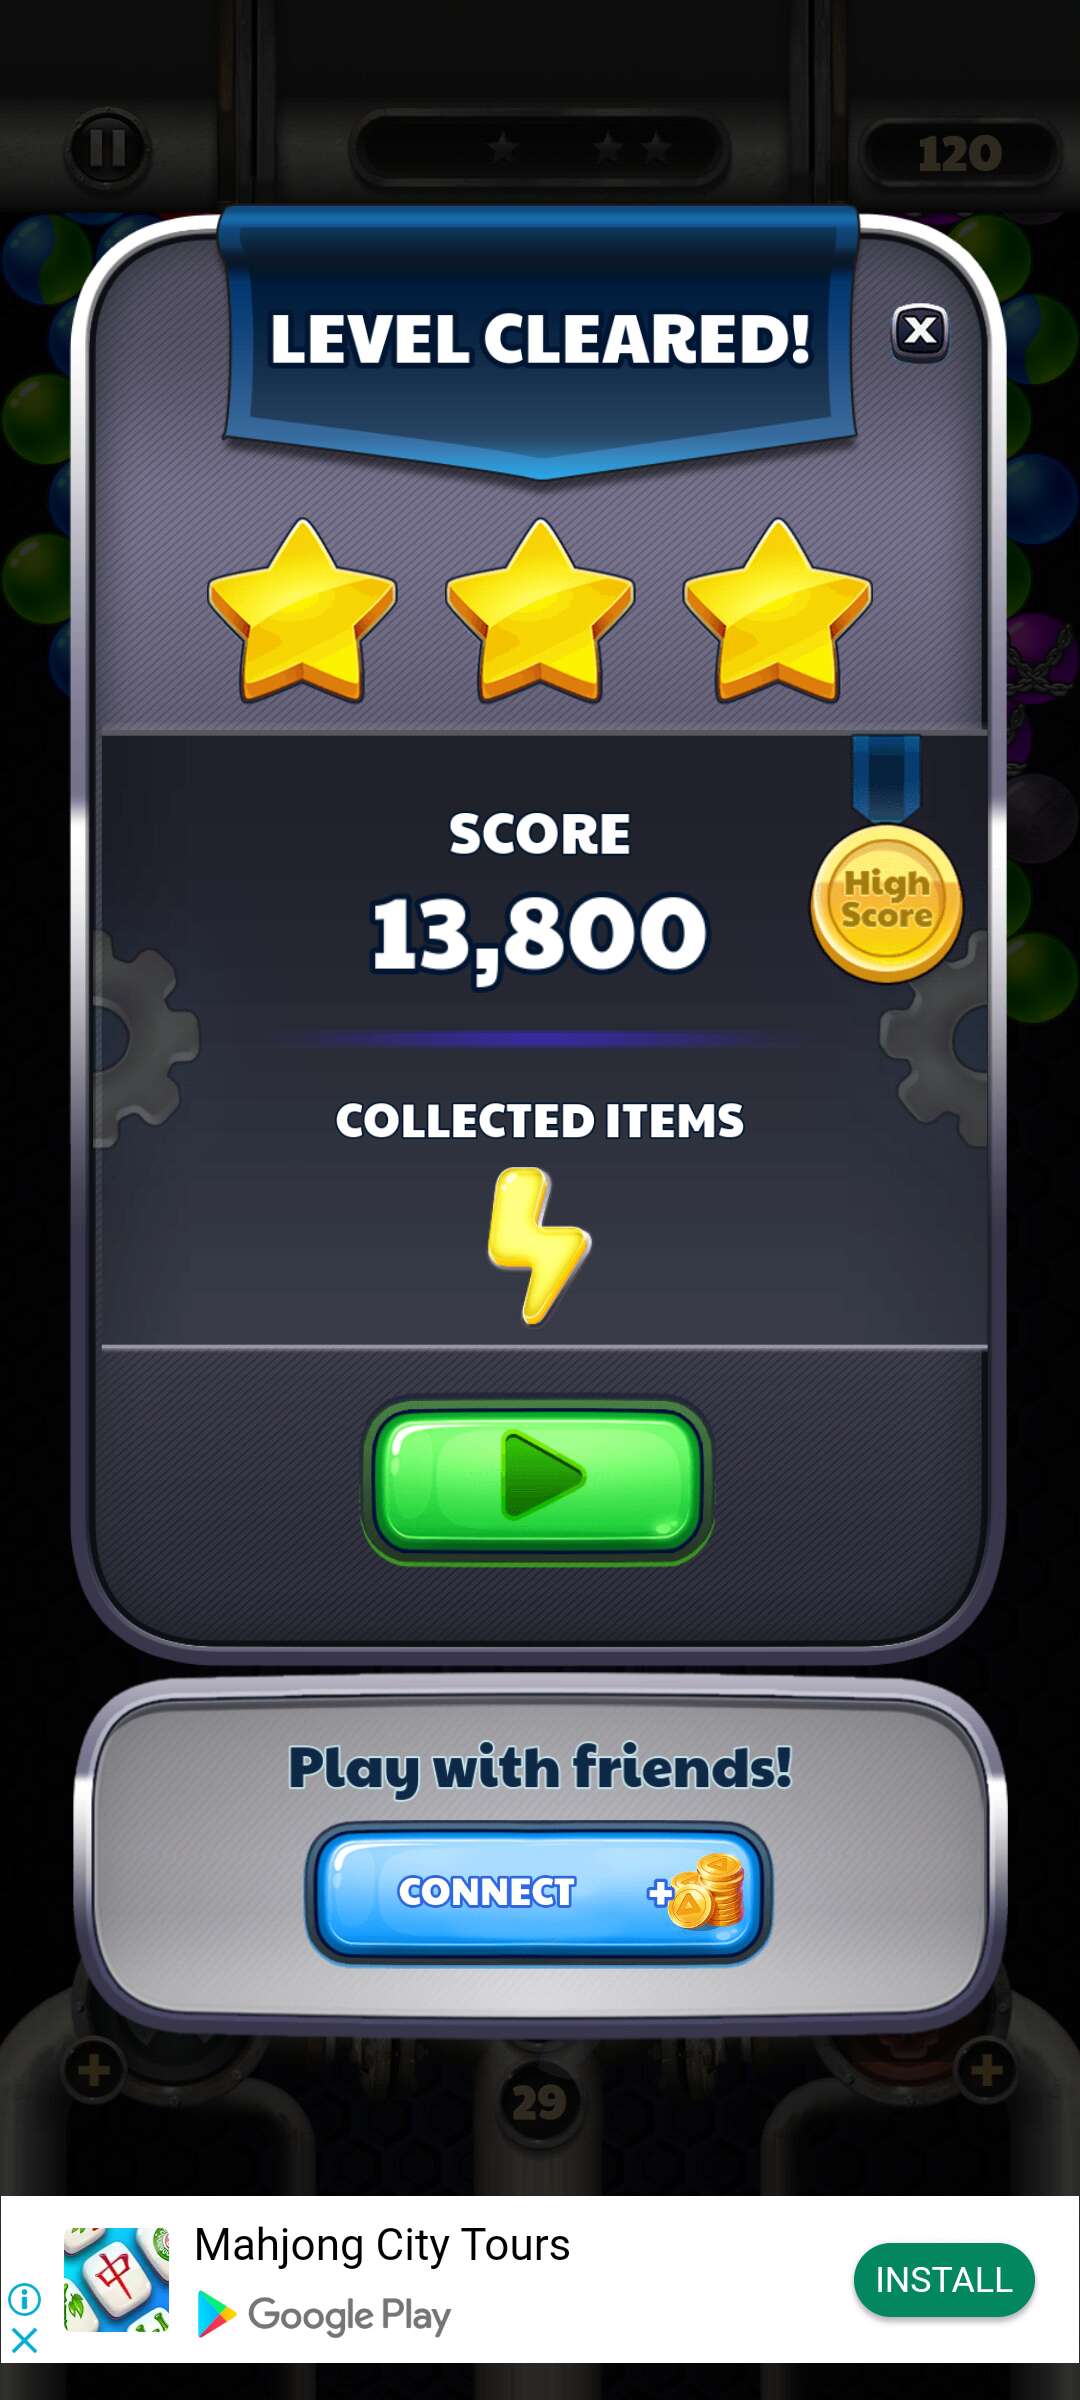 120
LEVEL CLEARED!
SCORE
13,800
High
Score
COLLECTED ITEMS
Play with friends!
CONNECT +
29
Mahjong City Tours
Google Play
INSTALL
中